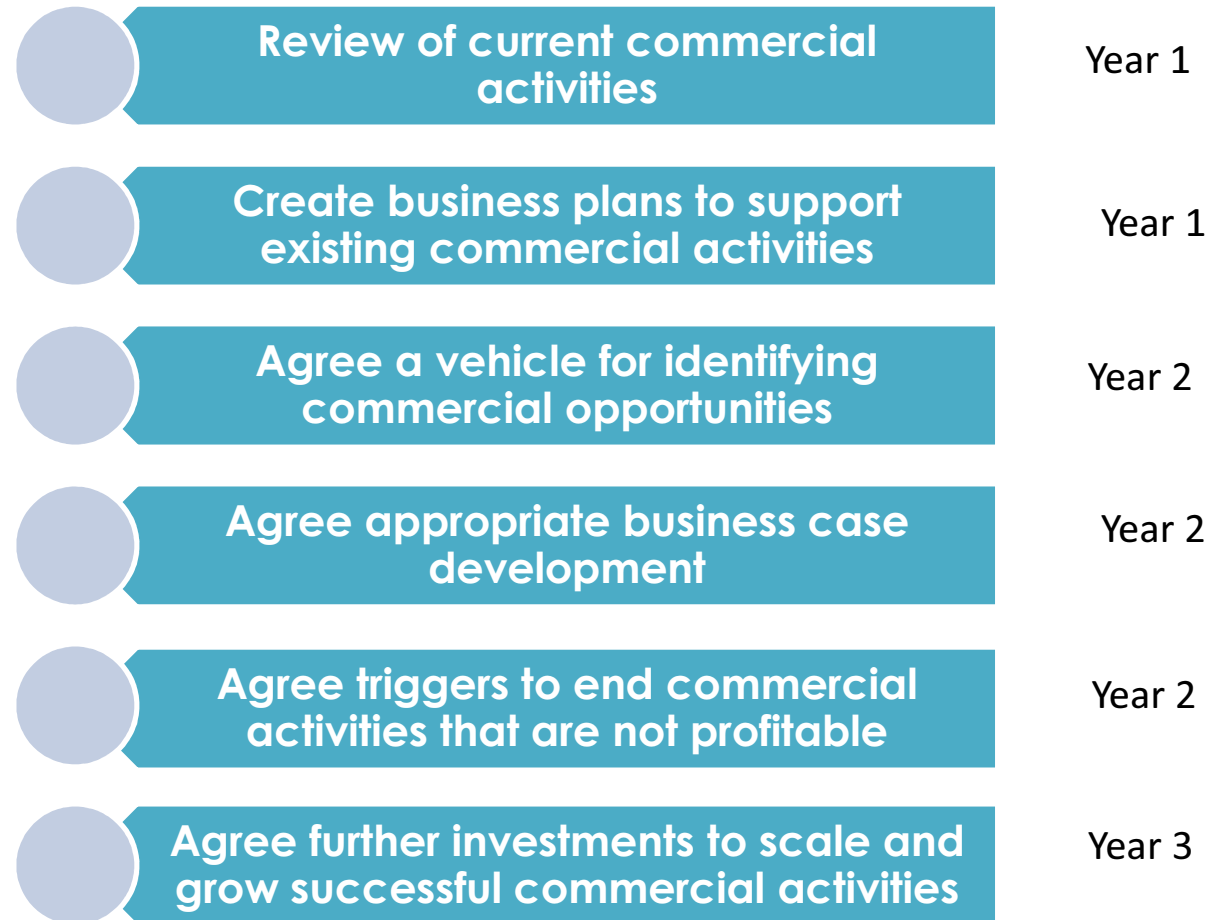 Review of current commercial
activities
Year 1
Create business plans to support
existing commercial activities
Year 1
Agree a vehicle for identifying
commercial opportunities
Year 2
Agree appropriate business case
development
Year 2
Agree triggers to end commercial
activities that are not profitable
Year 2
Agree further investments to scale and
grow successful commercial activities
Year 3